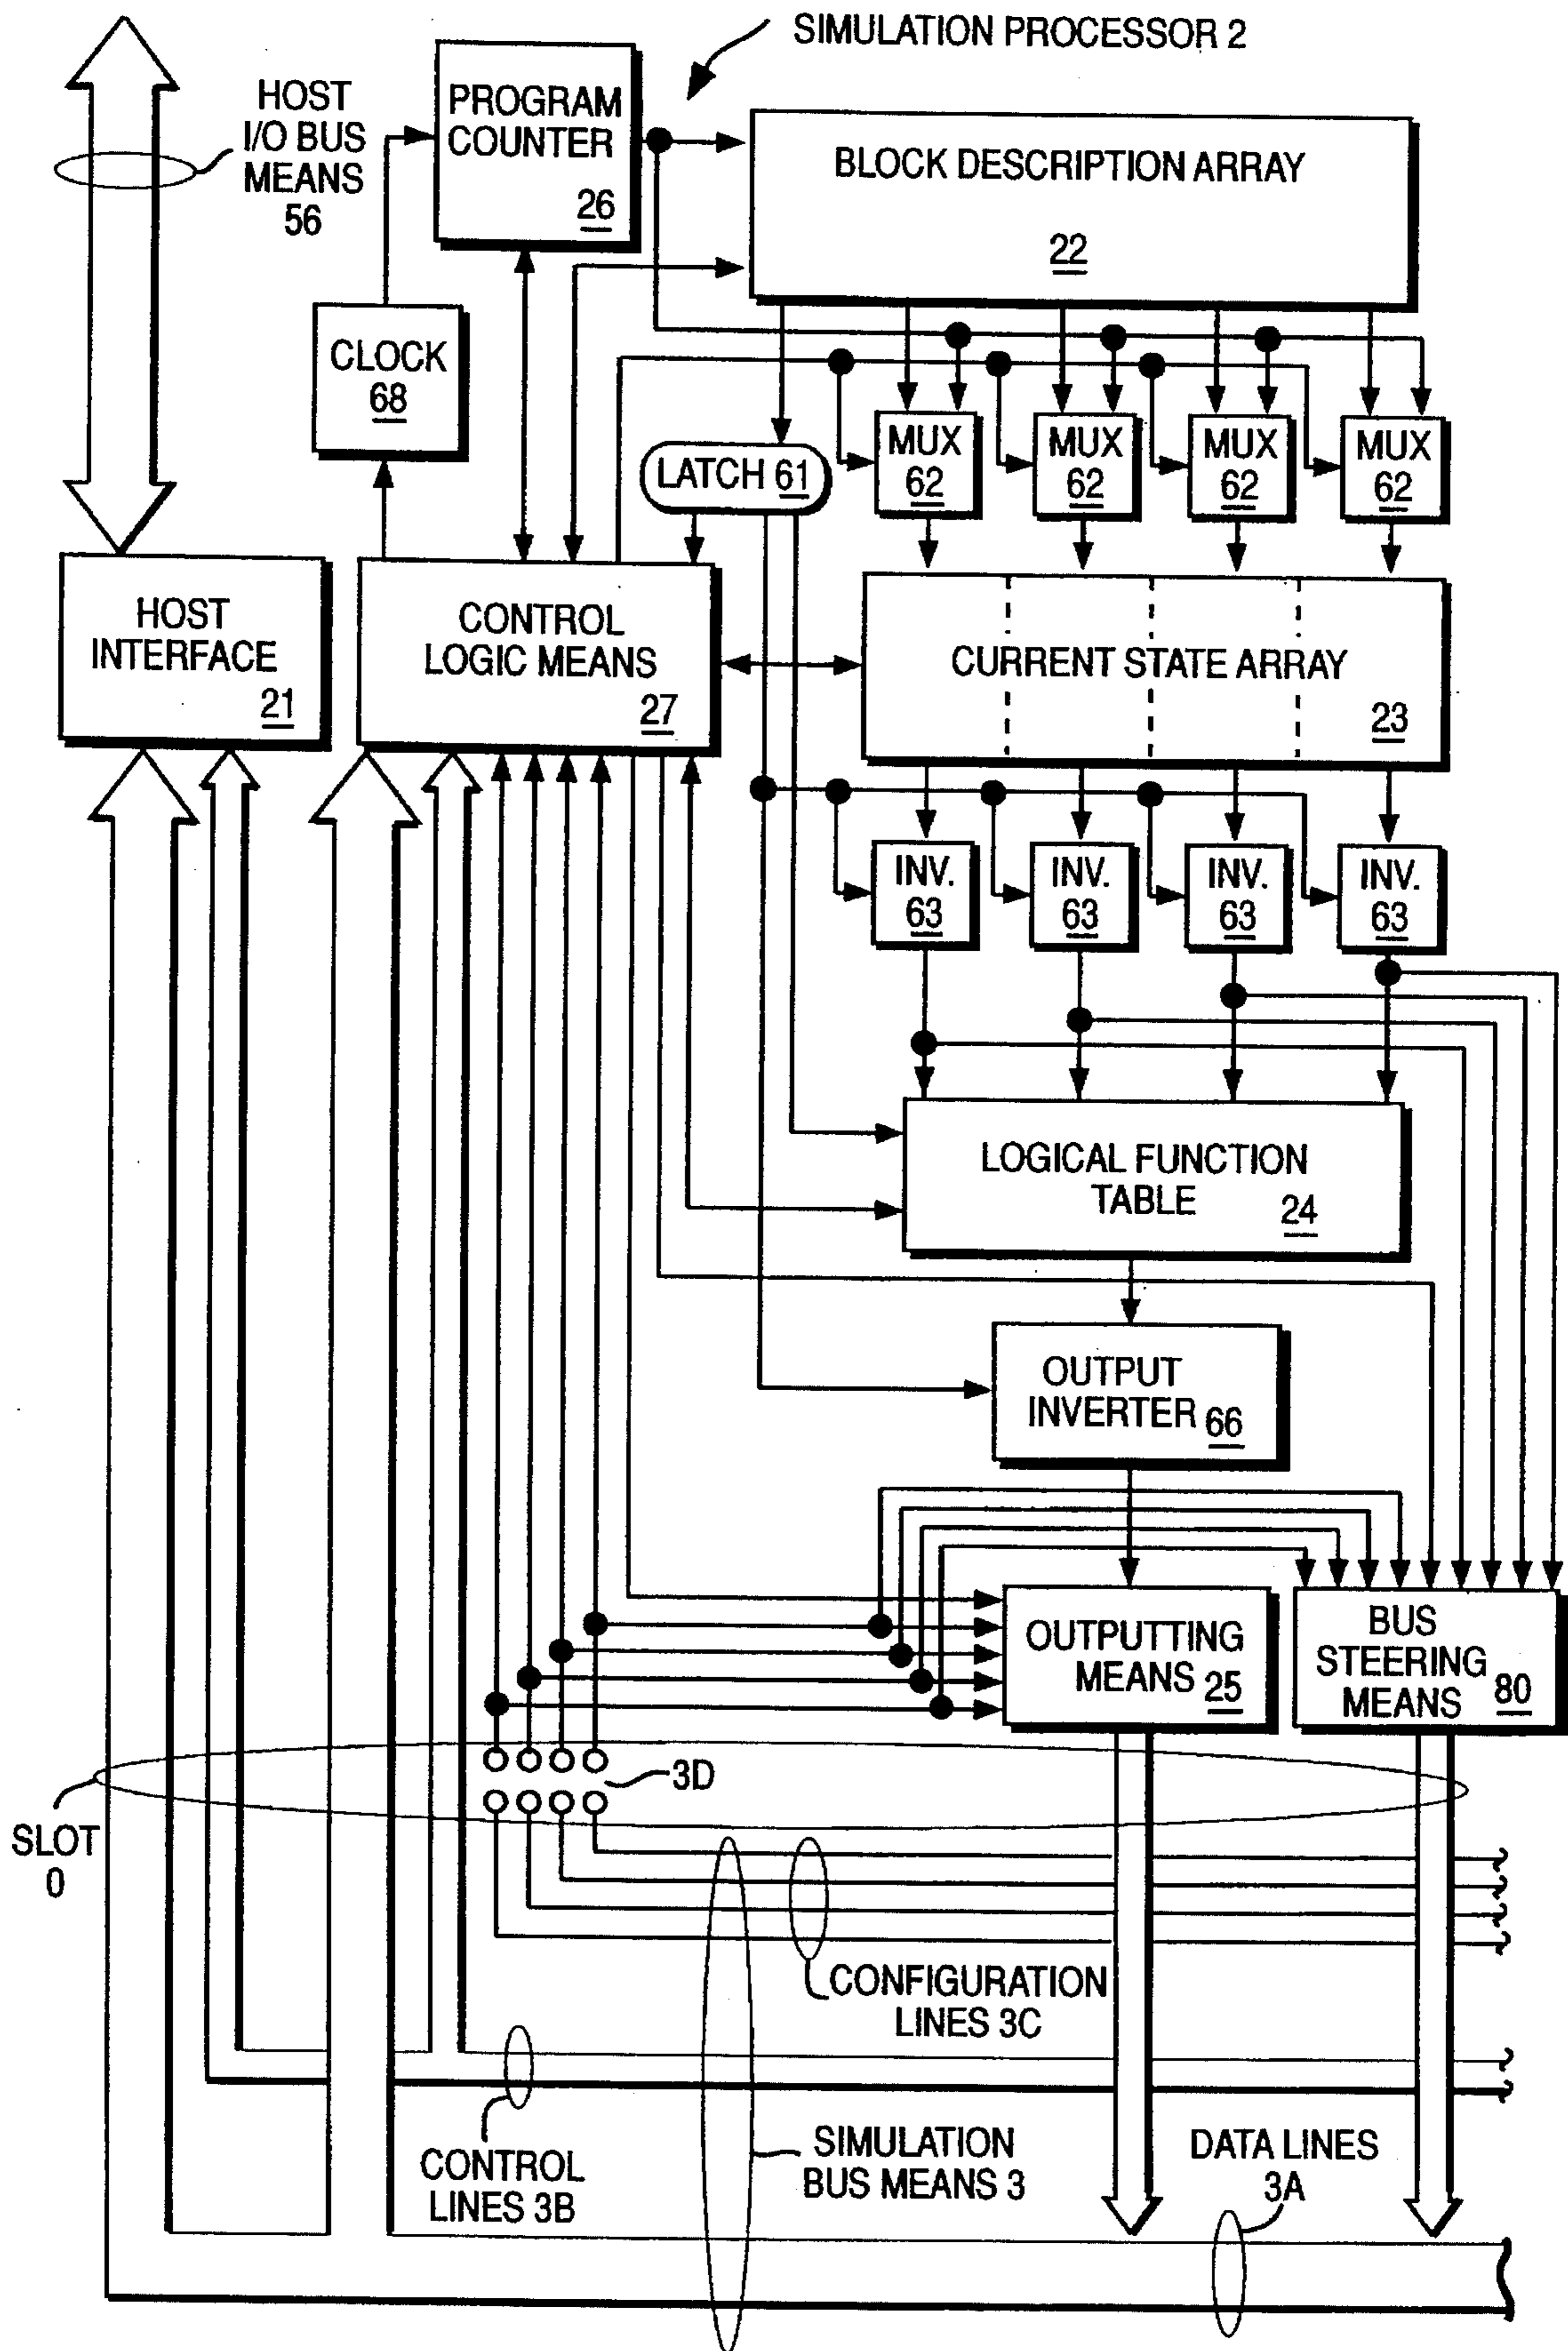 SIMULATION PROCESSOR 2
HOST
I/O BUS
MEANS
56
PROGRAM
COUNTER
26
BLOCK DESCRIPTION ARRAY
22
CLOCK
68
LATCH 61
MUX
62
MUX
62
MUX
62
MUX
62
HOST
INTERFACE
21
CONTROL
LOGIC MEANS
27
CURRENT STATE ARRAY
23
INV.
63
INV.
63
INV.
63
INV.
63
LOGICAL FUNCTION
TABLE
24
OUTPUT
INVERTER 66
OUTPUTTING
MEANS 25
BUS
STEERING
MEANS 80
3D
SLOT
0
CONFIGURATION
LINES 3C
CONTROL
LINES 3B
SIMULATION
BUS MEANS 3
DATA LINES
3A